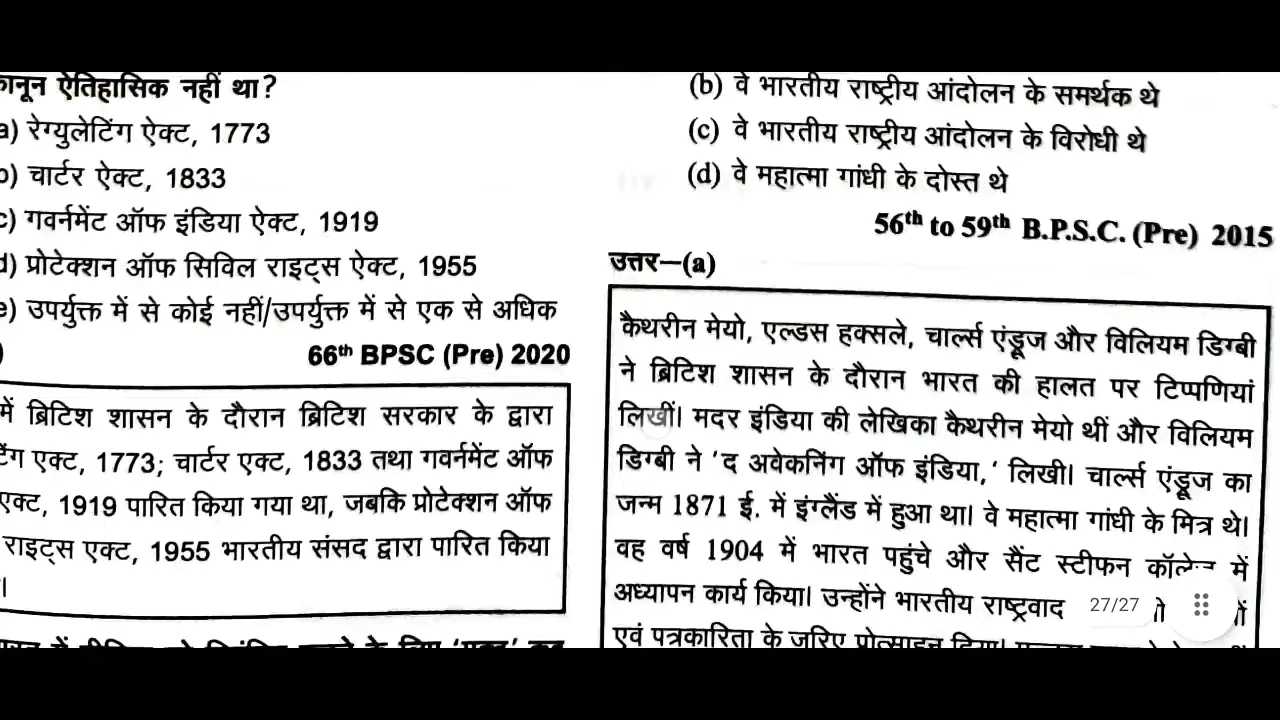 कानून ऐतिहासिक नहीं था?
a) रेग्युलेटिंग ऐक्ट, 1773
b) चार्टर ऐक्ट, 1833
c) गवर्नमेंट ऑफ इंडिया ऐक्ट, 1919
d) प्रोटेक्शन ऑफ सिविल राइट्स ऐक्ट, 1955
e) उपर्युक्त में से कोई नहीं/उपर्युक्त में से एक से अधिक
)
66th BPSC (Pre) 2020
में ब्रिटिश शासन के दौरान ब्रिटिश सरकार के द्वारा
टिंग एक्ट, 1773; चार्टर एक्ट, 1833 तथा गवर्नमेंट ऑफ
एक्ट, 1919 पारित किया गया था, जबकि प्रोटेक्शन ऑफ
राइट्स एक्ट, 1955 भारतीय संसद द्वारा पारित किया
।
(b) वे भारतीय राष्ट्रीय आंदोलन के समर्थक थे
(c) वे भारतीय राष्ट्रीय आंदोलन के विरोधी थे
(d) वे महात्मा गांधी के दोस्त थे
56th to 59th B.P.S.C. (Pre) 2015
उत्तर—(a)
कैथरीन मेयो, एल्डस हक्सले, चार्ल्स एंड्रूज और विलियम डिग्बी
ने ब्रिटिश शासन के दौरान भारत की हालत पर टिप्पणियां
लिखीं। मदर इंडिया की लेखिका कैथरीन मेयो थीं और विलियम
डिग्बी ने 'द अवेकनिंग ऑफ इंडिया,' लिखी। चार्ल्स एंड्रूज का
जन्म 1871 ई. में इंग्लैंड में हुआ था। वे महात्मा गांधी के मित्र थे।
वह वर्ष 1904 में भारत पहुंचे और सैंट स्टीफन कॉलेज में
अध्यापन कार्य किया। उन्होंने भारतीय राष्ट्रवाद
27/27
एवं पत्रकारिता के जरिए प्रोत्साहन दिया।